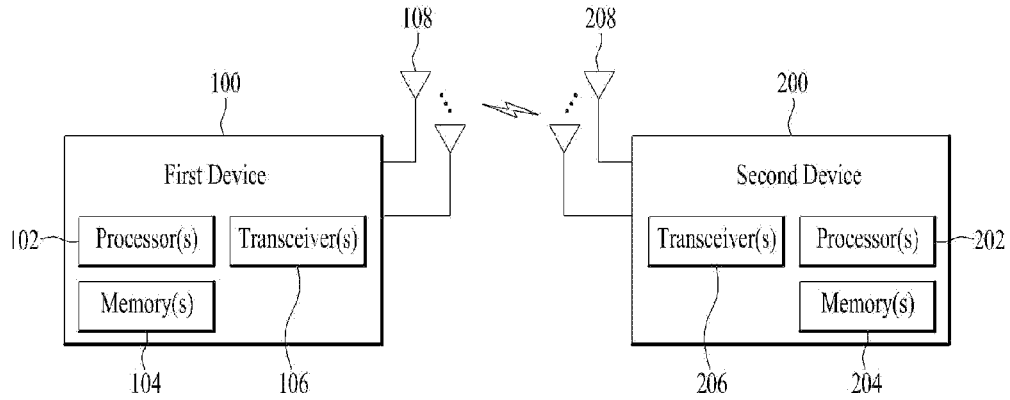 108 208
100 200
First Device Second Device
102 Processor(s) Transceiver(s) Transceiver(s) Processor(s) 202
Memory(s) Memory(s)
104 106 206 204